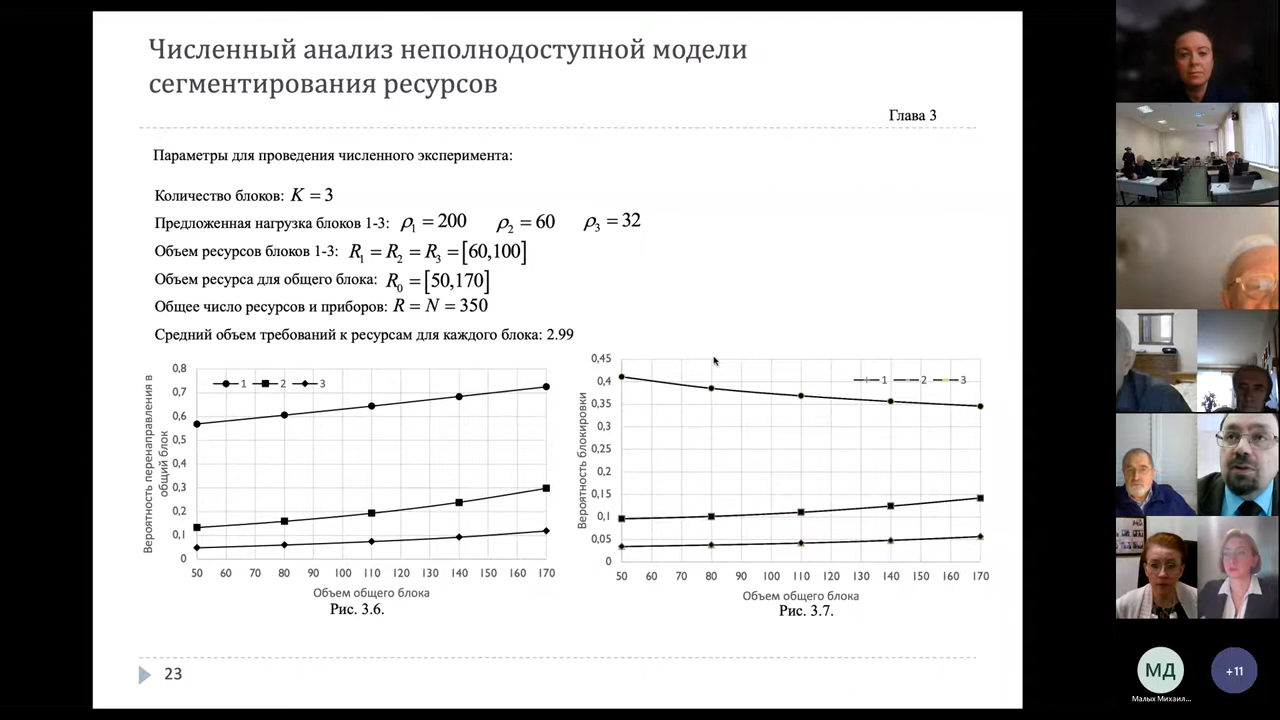 Численный анализ неполнодоступной модели
сегментирования ресурсов
Глава 3
Параметры для проведения численного эксперимента:
Количество блоков: K = 3
Предложенная нагрузка блоков 1-3: ρ₁ = 200 ρ₂ = 60 ρ₃ = 32
Объем ресурсов блоков 1-3: R₁ = R₂ = R₃ = [60,100]
Объем ресурса для общего блока: R₀ = [50,170]
Общее число ресурсов и приборов: R = N = 350
Средний объем требований к ресурсам для каждого блока: 2.99
Вероятность перенаправления в
общий блок
0,8
0,7
0,6
0,5
0,4
0,3
0,2
0,1
0
1 2 3
50 60 70 80 90 100 110 120 130 140 150 160 170
Объем общего блока
Рис. 3.6.
Вероятность блокировки
0,45
0,4
0,35
0,3
0,25
0,2
0,15
0,1
0,05
0
1 2 3
50 60 70 80 90 100 110 120 130 140 150 160 170
Объем общего блока
Рис. 3.7.
23
МД
+11
Малых Михаил...